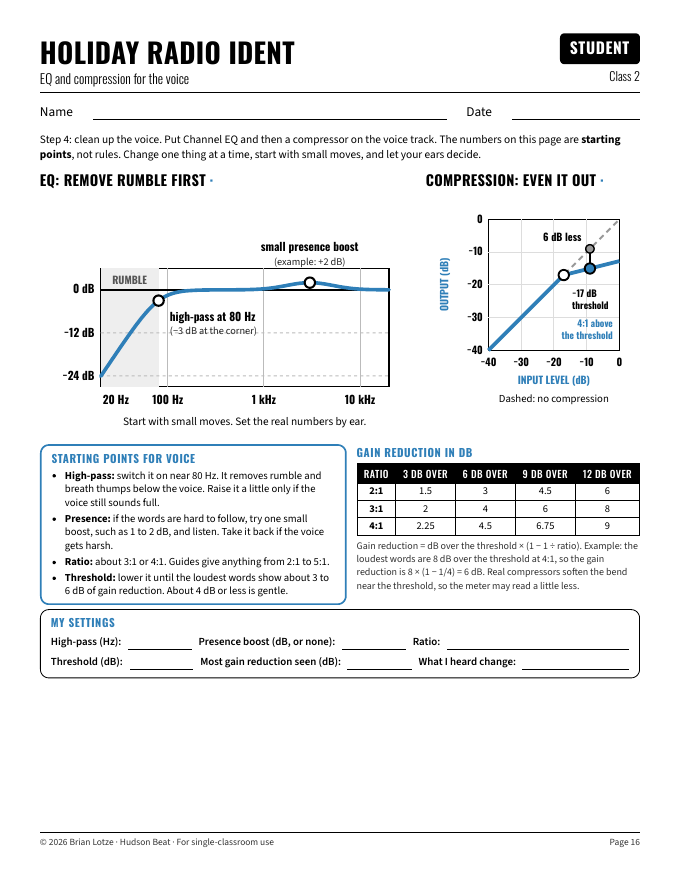 HOLIDAY RADIO IDENT
STUDENT
EQ and compression for the voice
Class 2
Name
Date
Step 4: clean up the voice. Put Channel EQ and then a compressor on the voice track. The numbers on this page are starting
points, not rules. Change one thing at a time, start with small moves, and let your ears decide.
EQ: REMOVE RUMBLE FIRST ·
small presence boost
(example: +2 dB)
RUMBLE
0 dB
high-pass at 80 Hz
(−3 dB at the corner)
−12 dB
−24 dB
20 Hz
100 Hz
1 kHz
10 kHz
Start with small moves. Set the real numbers by ear.
COMPRESSION: EVEN IT OUT ·
0
6 dB less
−10
OUTPUT (dB)
−20
−17 dB
threshold
−30
4:1 above
the threshold
−40
−40 −30 −20 −10 0
INPUT LEVEL (dB)
Dashed: no compression
STARTING POINTS FOR VOICE
• High-pass: switch it on near 80 Hz. It removes rumble and
breath thumps below the voice. Raise it a little only if the
voice still sounds full.
• Presence: if the words are hard to follow, try one small
boost, such as 1 to 2 dB, and listen. Take it back if the voice
gets harsh.
• Ratio: about 3:1 or 4:1. Guides give anything from 2:1 to 5:1.
• Threshold: lower it until the loudest words show about 3 to
6 dB of gain reduction. About 4 dB or less is gentle.
GAIN REDUCTION IN DB
RATIO 3 DB OVER 6 DB OVER 9 DB OVER 12 DB OVER
2:1 1.5 3 4.5 6
3:1 2 4 6 8
4:1 2.25 4.5 6.75 9
Gain reduction = dB over the threshold × (1 − 1 ÷ ratio). Example: the
loudest words are 8 dB over the threshold at 4:1, so the gain
reduction is 8 × (1 − 1/4) = 6 dB. Real compressors soften the bend
near the threshold, so the meter may read a little less.
MY SETTINGS
High-pass (Hz): Presence boost (dB, or none): Ratio:
Threshold (dB): Most gain reduction seen (dB): What I heard change:
© 2026 Brian Lotze · Hudson Beat · For single-classroom use
Page 16